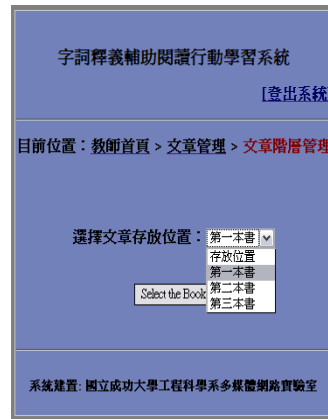 字詞釋義輔助閱讀行動學習系統
[登出系統
目前位置：教師首頁 > 文章管理 > 文章階層管理
選擇文章存放位置：第一本書
存放位置
第一本書
第二本書
第三本書
Select the Book
系統建置: 國立成功大學工程科學系多媒體網路實驗室